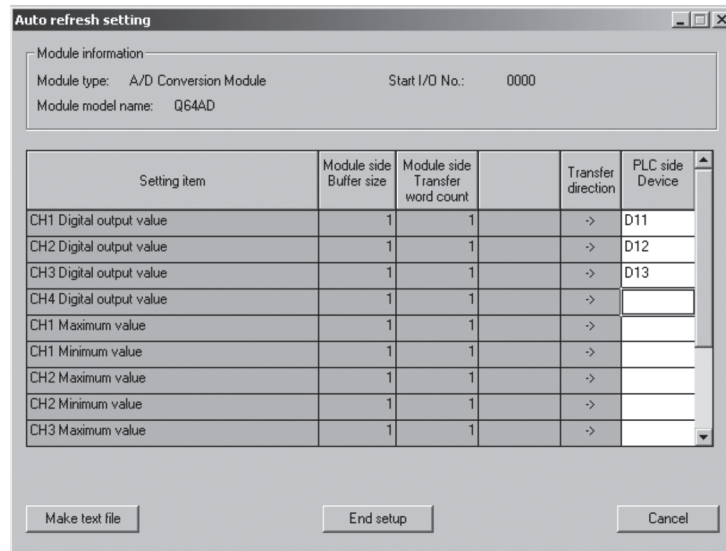 Auto refresh setting
Module information
Module type: A/D Conversion Module Start I/O No.: 0000
Module model name: Q64AD
Setting item Module side Buffer size Module side Transfer word count Transfer direction PLC side Device
CH1 Digital output value 1 1 -> D11
CH2 Digital output value 1 1 -> D12
CH3 Digital output value 1 1 -> D13
CH4 Digital output value 1 1 ->
CH1 Maximum value 1 1 ->
CH1 Minimum value 1 1 ->
CH2 Maximum value 1 1 ->
CH2 Minimum value 1 1 ->
CH3 Maximum value 1 1 ->
Make text file End setup Cancel